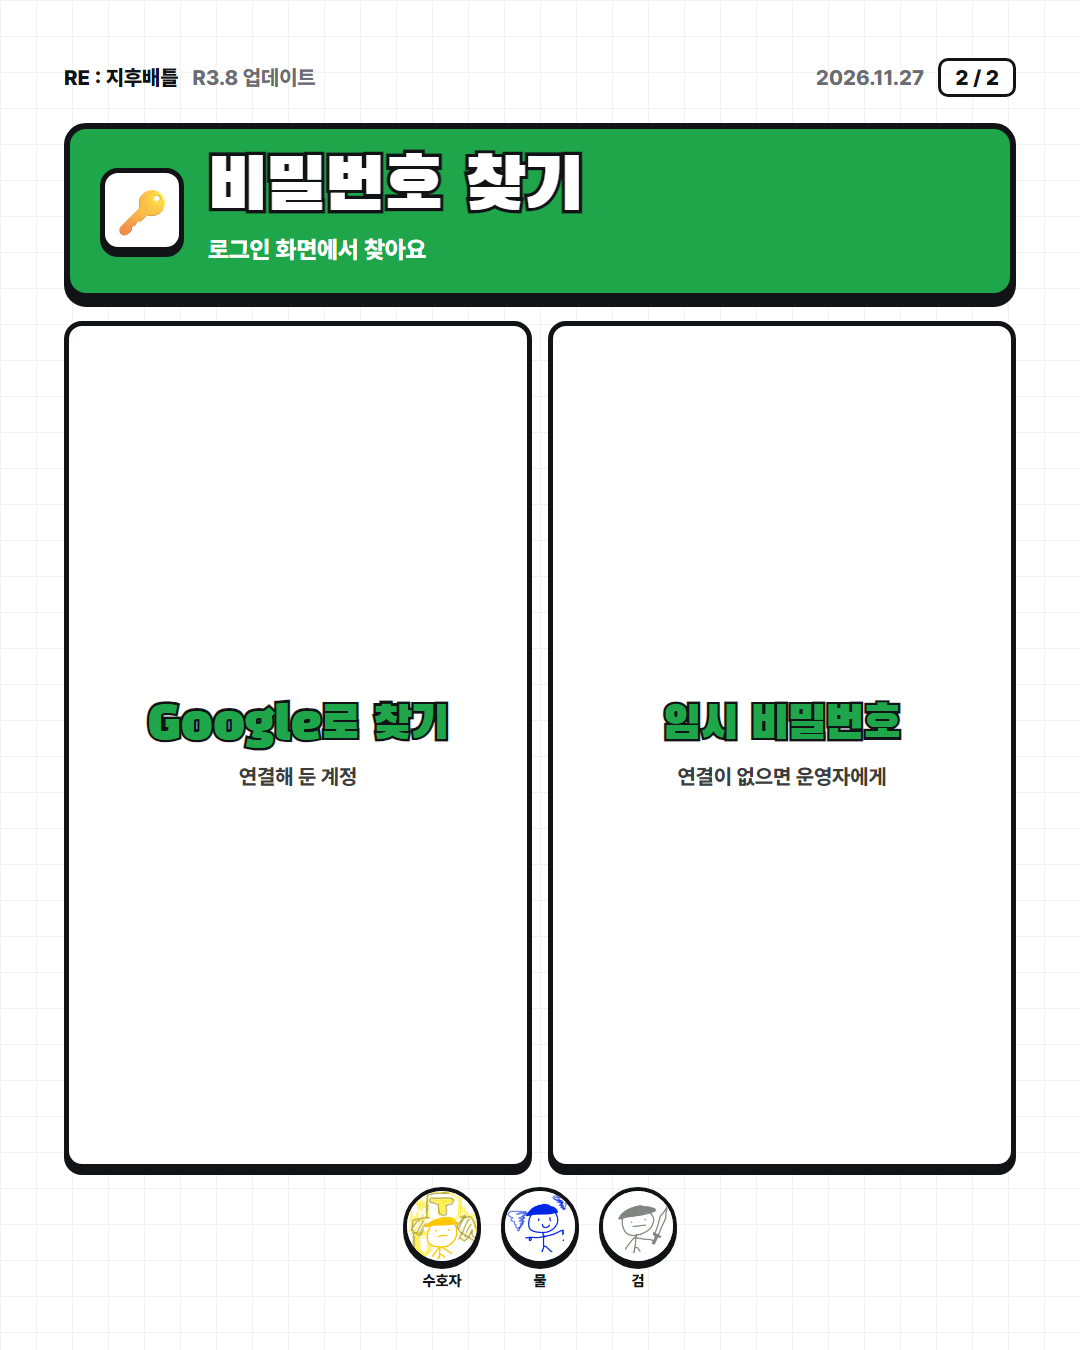 RE : 지후배틀 R3.8 업데이트
2026.11.27 2 / 2
비밀번호 찾기
로그인 화면에서 찾아요
Google로 찾기
연결해 둔 계정
임시 비밀번호
연결이 없으면 운영자에게
T
수호자
물
검